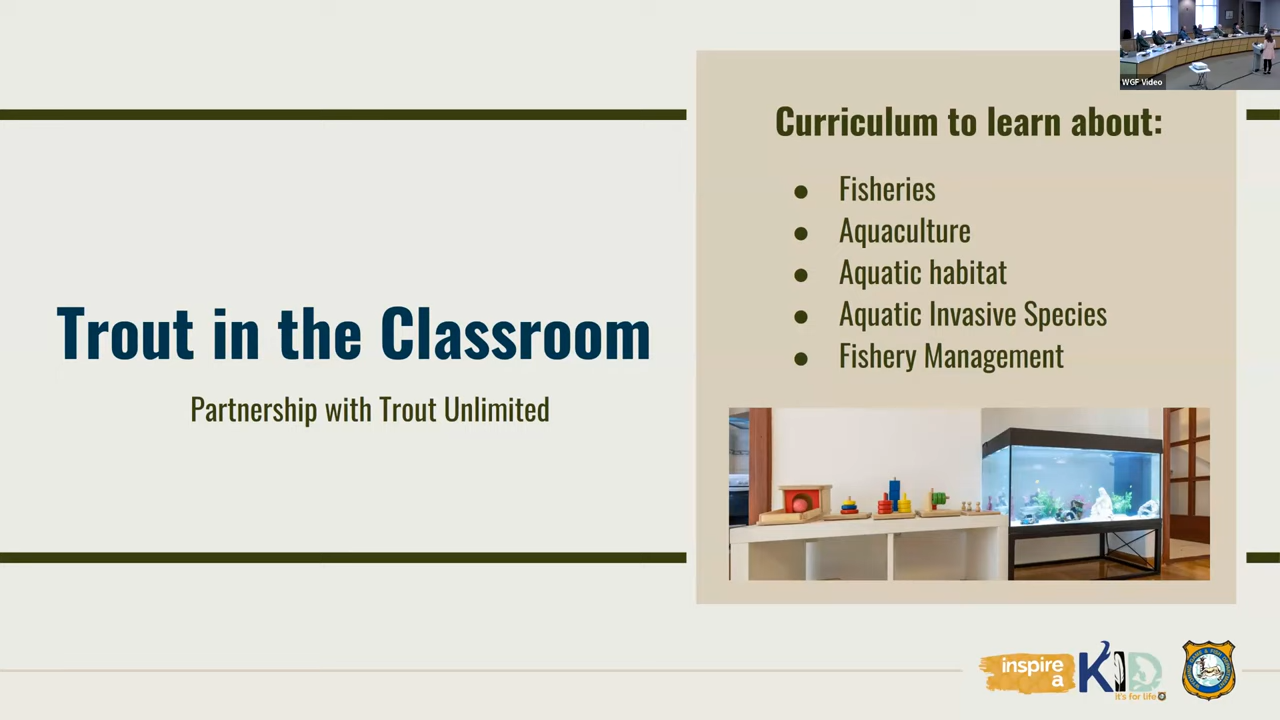 WGF Video
Trout in the Classroom
Partnership with Trout Unlimited
Curriculum to learn about:
● Fisheries
● Aquaculture
● Aquatic habitat
● Aquatic Invasive Species
● Fishery Management
inspire
a
KID
it's for life